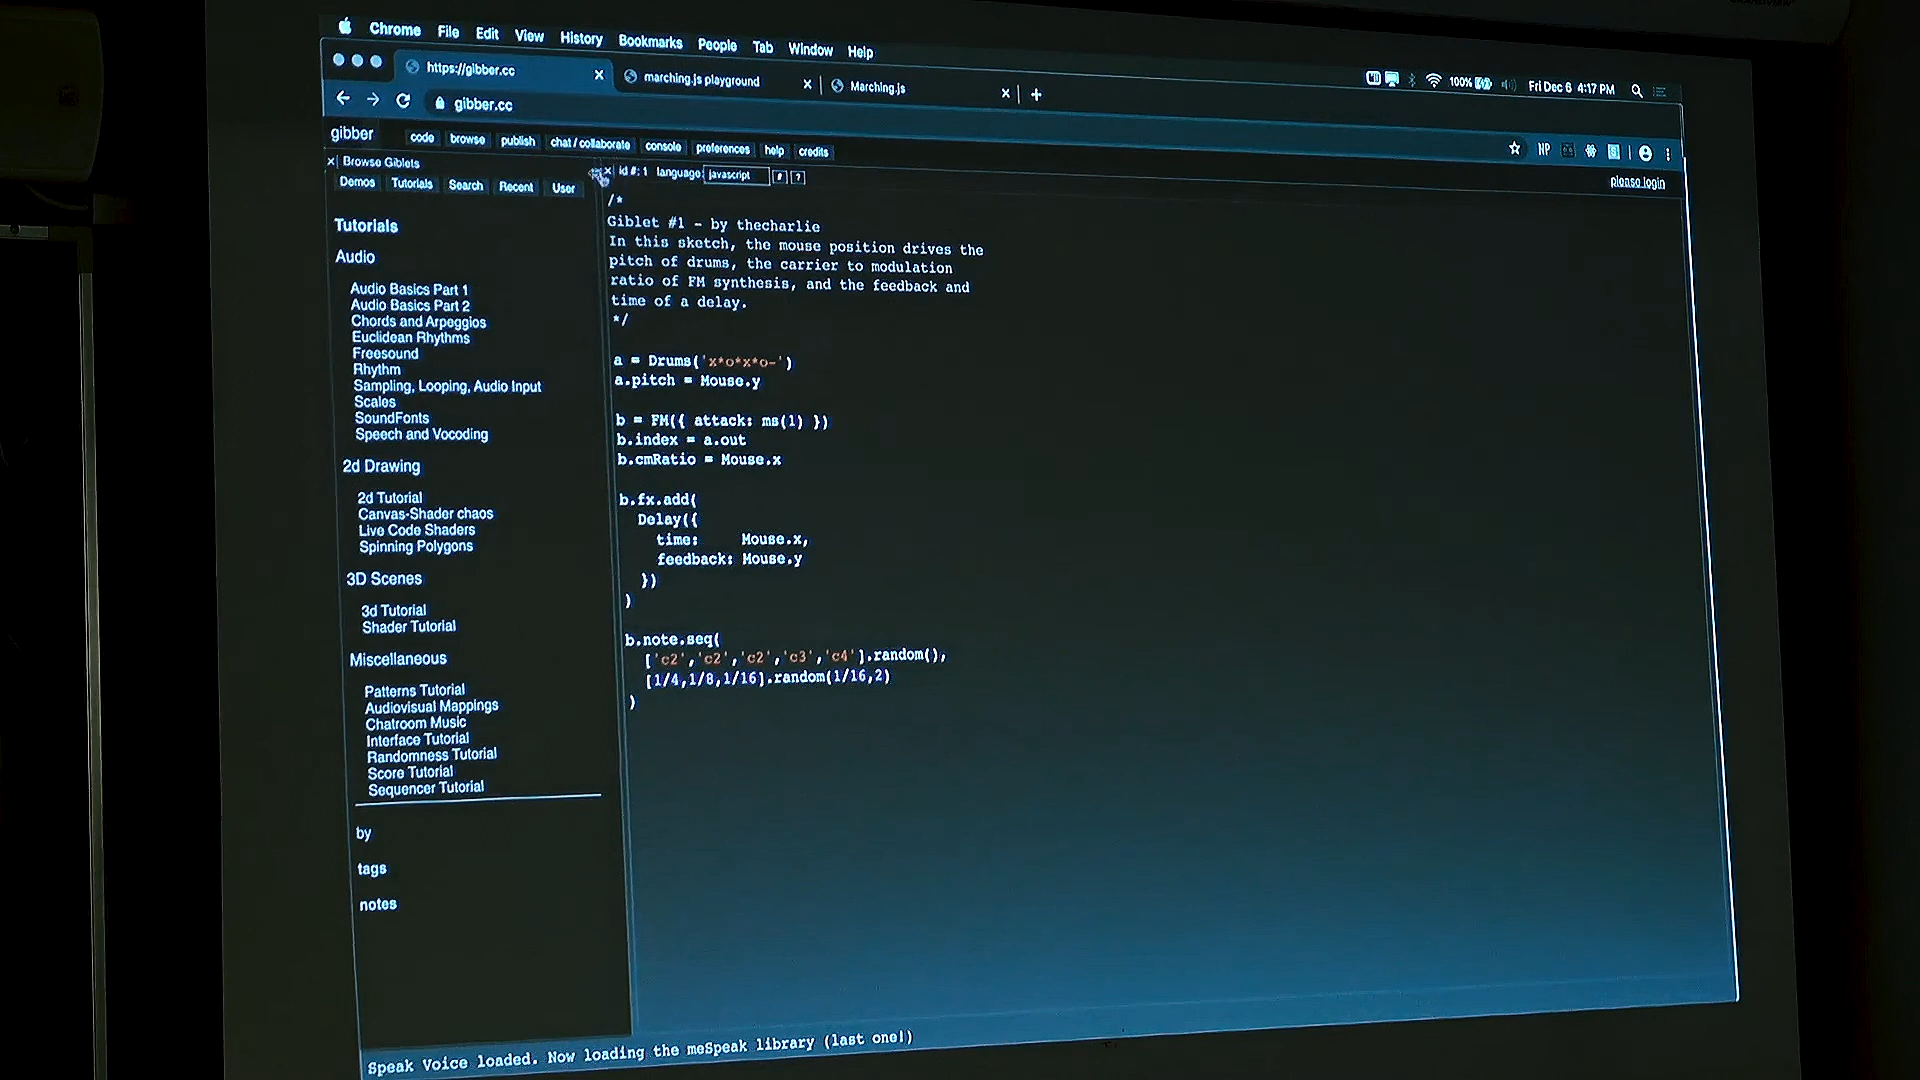 Chrome File Edit View History Bookmarks People Tab Window Help
100% Fri Dec 6 4:17 PM
https://gibber.cc × marching.js playground × Marching.js × +
gibber.cc
NP
gibber code browse publish chat / collaborate console preferences help credits
please login
× Browse Giblets
Demos Tutorials Search Recent User
× id #: 1 language: javascript # ?
Tutorials
Audio
Audio Basics Part 1
Audio Basics Part 2
Chords and Arpeggios
Euclidean Rhythms
Freesound
Rhythm
Sampling, Looping, Audio Input
Scales
SoundFonts
Speech and Vocoding
2d Drawing
2d Tutorial
Canvas-Shader chaos
Live Code Shaders
Spinning Polygons
3D Scenes
3d Tutorial
Shader Tutorial
Miscellaneous
Patterns Tutorial
Audiovisual Mappings
Chatroom Music
Interface Tutorial
Randomness Tutorial
Score Tutorial
Sequencer Tutorial
by
tags
notes
/*
Giblet #1 - by thecharlie
In this sketch, the mouse position drives the
pitch of drums, the carrier to modulation
ratio of FM synthesis, and the feedback and
time of a delay.
*/
a = Drums('x*o*x*o-')
a.pitch = Mouse.y
b = FM({ attack: ms(1) })
b.index = a.out
b.cmRatio = Mouse.x
b.fx.add(
Delay({
time: Mouse.x,
feedback: Mouse.y
})
)
b.note.seq(
['c2','c2','c2','c3','c4'].random(),
[1/4,1/8,1/16].random(1/16,2)
)
Speak Voice loaded. Now loading the meSpeak library (last one!)